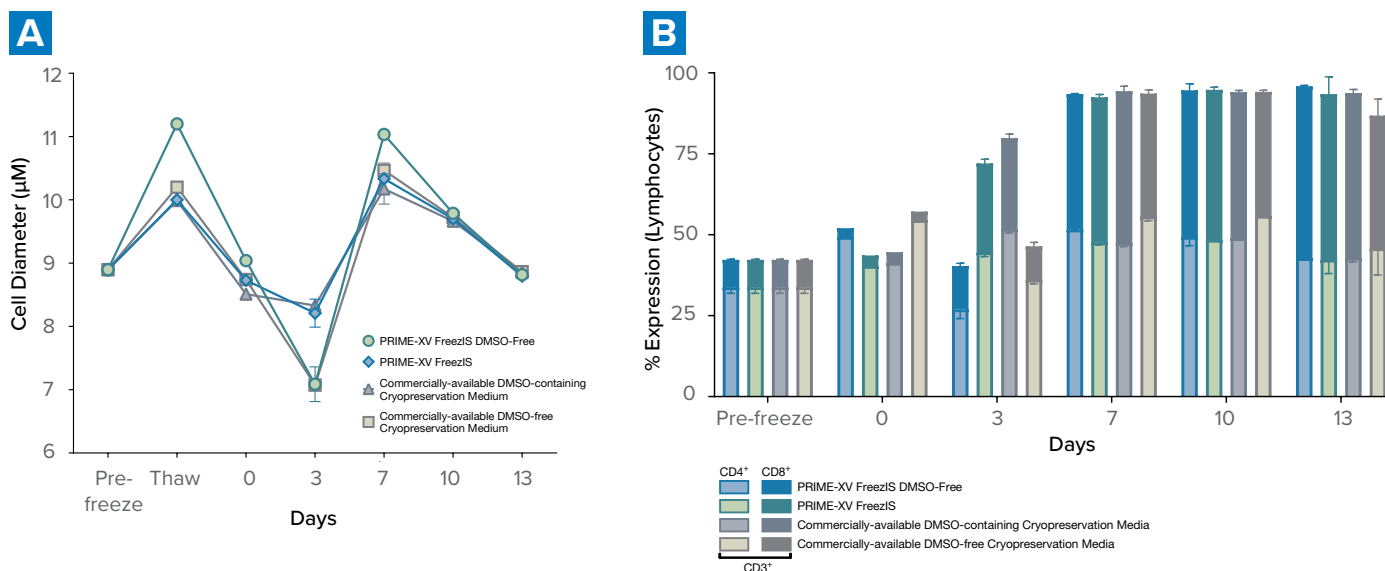 A
Cell Diameter (µM)
12
11
10
9
8
7
6
PRIME-XV FreezIS DMSO-Free
PRIME-XV FreezIS
Commercially-available DMSO-containing
Cryopreservation Medium
Commercially-available DMSO-free
Cryopreservation Medium
Pre-
freeze
Thaw
0
3
7
10
13
Days
B
% Expression (Lymphocytes)
100
75
50
25
0
Pre-freeze
0
3
7
10
13
Days
CD4⁺ CD8⁺
PRIME-XV FreezIS DMSO-Free
PRIME-XV FreezIS
Commercially-available DMSO-containing Cryopreservation Media
Commercially-available DMSO-free Cryopreservation Media
CD3⁺